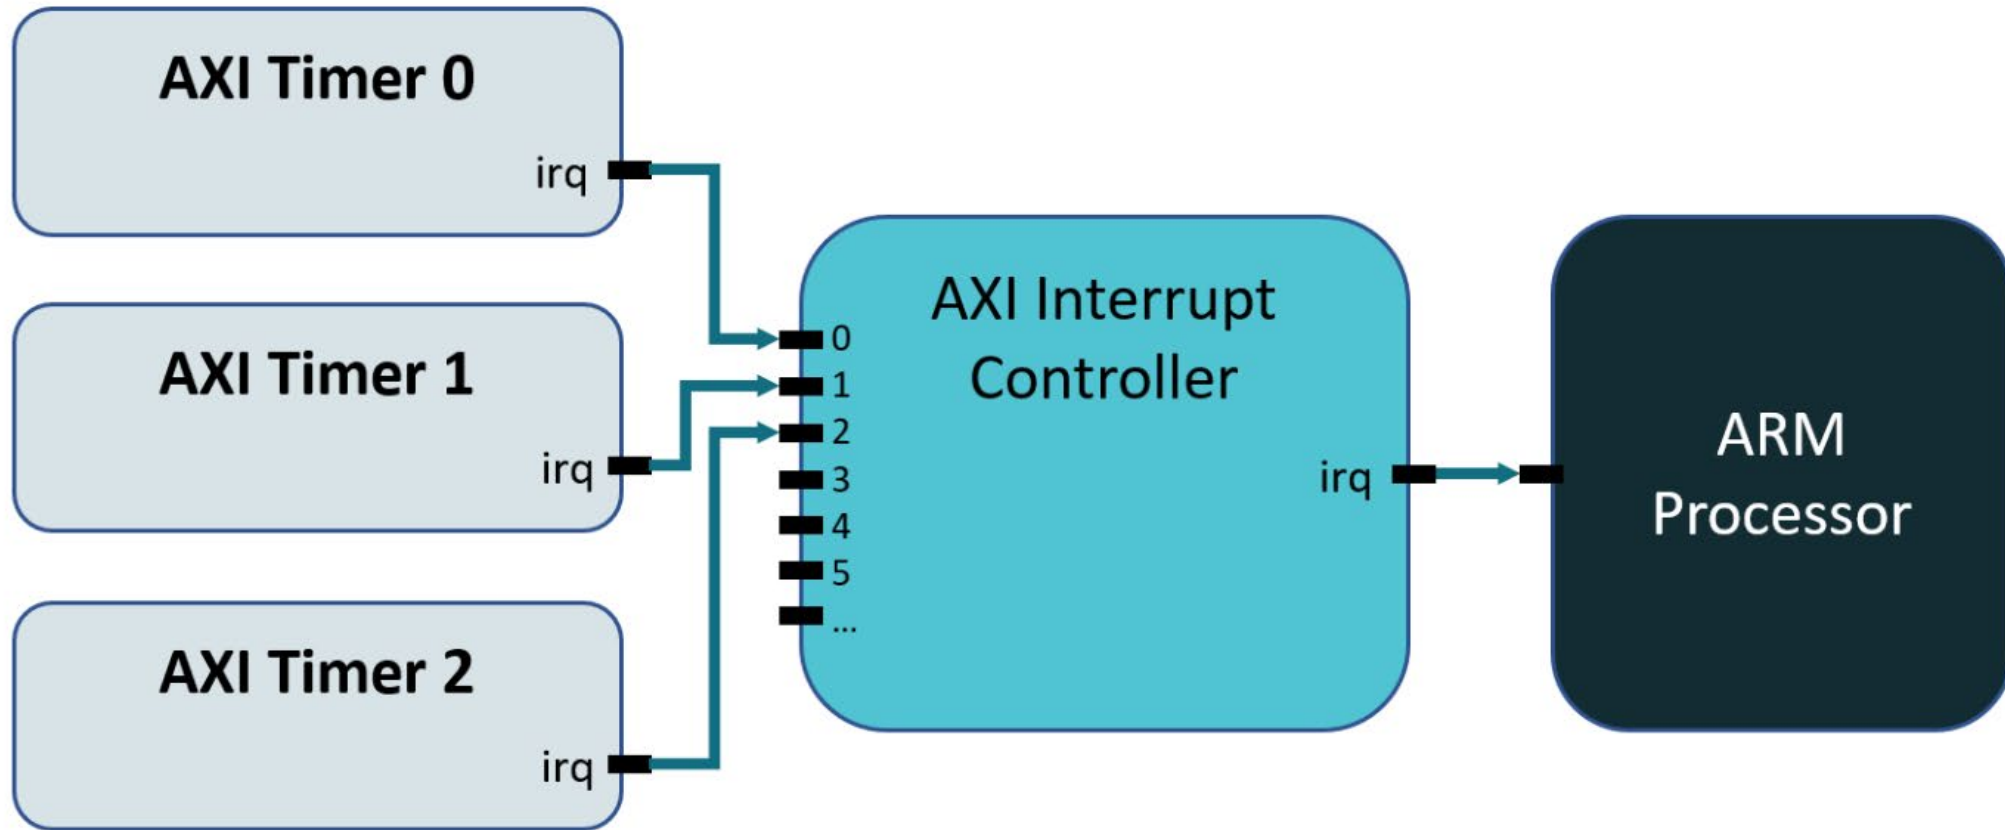 AXI Timer 0
irq
AXI Timer 1
irq
AXI Timer 2
irq
AXI Interrupt
Controller
0
1
2
3
4
5
...
irq
ARM
Processor